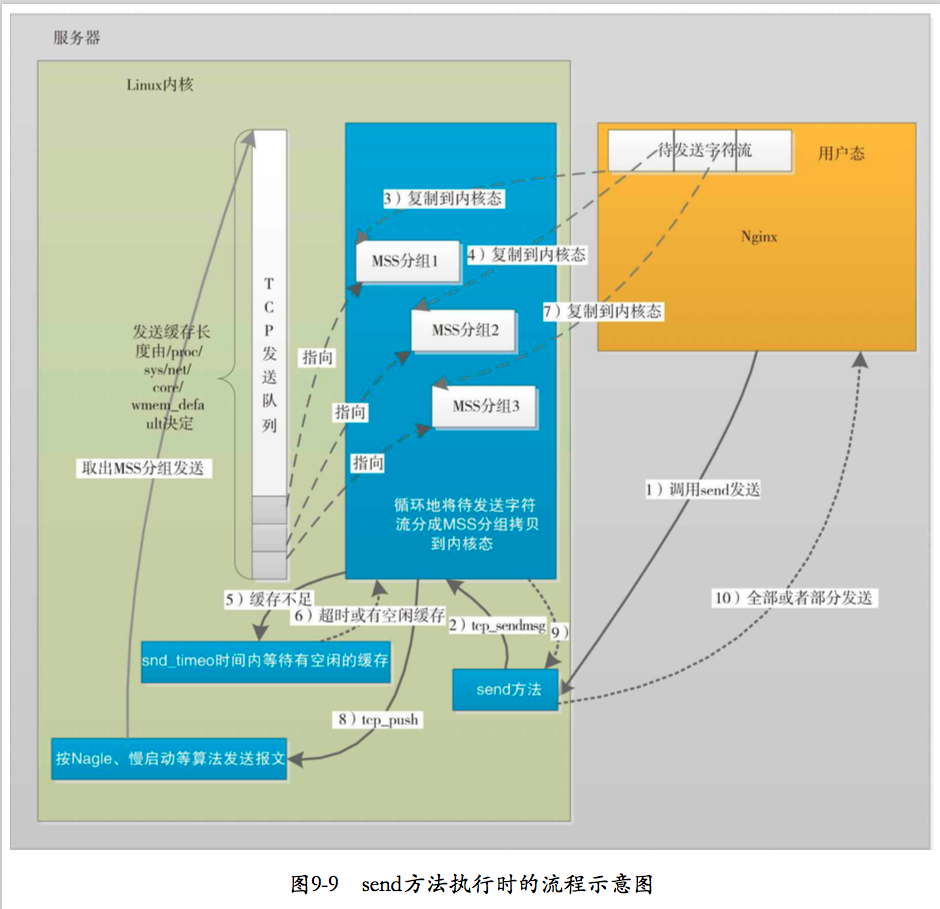 服务器
Linux内核
待发送字符流
用户态
Nginx
3）复制到内核态
MSS分组1
4）复制到内核态
7）复制到内核态
MSS分组2
MSS分组3
TCP发送队列
发送缓存长
度由/proc/
sys/net/
core/
wmem_defa
ult决定
指向
指向
指向
取出MSS分组发送
1）调用send发送
循环地将待发送字符
流分成MSS分组拷贝
到内核态
5）缓存不足
6）超时或有空闲缓存
2）tcp_sendmsg
9）
10）全部或者部分发送
snd_timeo时间内等待有空闲的缓存
send方法
8）tcp_push
按Nagle、慢启动等算法发送报文
图9-9 send方法执行时的流程示意图